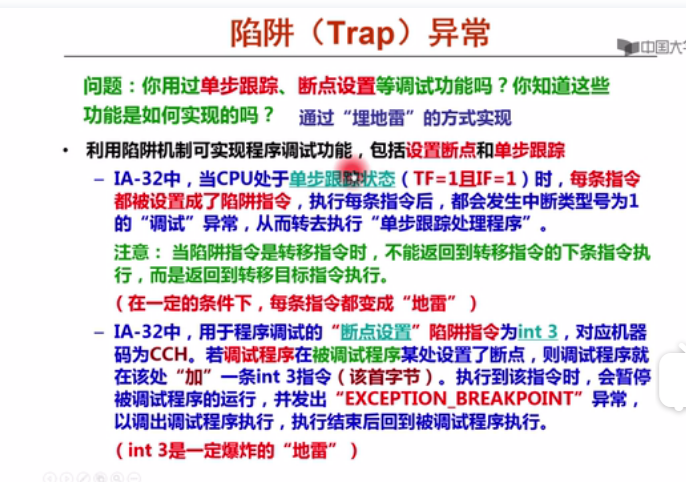 陷阱（Trap）异常
中国大学
问题：你用过单步跟踪、断点设置等调试功能吗？你知道这些
功能是如何实现的吗？ 通过“埋地雷”的方式实现
• 利用陷阱机制可实现程序调试功能，包括设置断点和单步跟踪
– IA-32中，当CPU处于单步跟踪状态（TF=1且IF=1）时，每条指令
都被设置成了陷阱指令，执行每条指令后，都会发生中断类型号为1
的“调试”异常，从而转去执行“单步跟踪处理程序”。
注意： 当陷阱指令是转移指令时，不能返回到转移指令的下条指令执
行，而是返回到转移目标指令执行。
（在一定的条件下，每条指令都变成“地雷”）
– IA-32中，用于程序调试的“断点设置”陷阱指令为int 3，对应机器
码为CCH。若调试程序在被调试程序某处设置了断点，则调试程序就
在该处“加”一条int 3指令（该首字节）。执行到该指令时，会暂停
被调试程序的运行，并发出“EXCEPTION_BREAKPOINT”异常，
以调出调试程序执行，执行结束后回到被调试程序执行。
（int 3是一定爆炸的“地雷”）